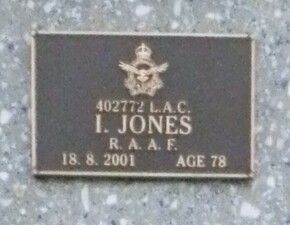 402772 L.A.C.
I. JONES
R. A. A. F.
18. 8. 2001 AGE 78